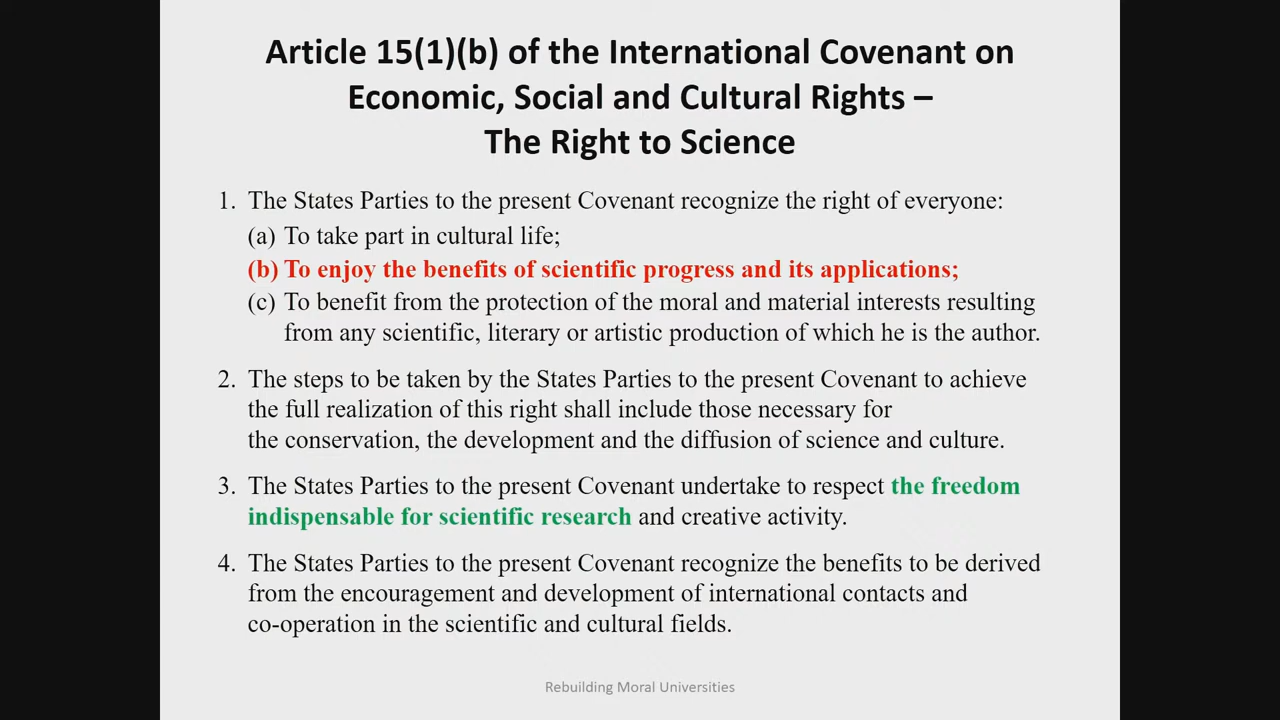 Article 15(1)(b) of the International Covenant on
Economic, Social and Cultural Rights –
The Right to Science
1. The States Parties to the present Covenant recognize the right of everyone:
(a) To take part in cultural life;
(b) To enjoy the benefits of scientific progress and its applications;
(c) To benefit from the protection of the moral and material interests resulting
from any scientific, literary or artistic production of which he is the author.
2. The steps to be taken by the States Parties to the present Covenant to achieve
the full realization of this right shall include those necessary for
the conservation, the development and the diffusion of science and culture.
3. The States Parties to the present Covenant undertake to respect the freedom
indispensable for scientific research and creative activity.
4. The States Parties to the present Covenant recognize the benefits to be derived
from the encouragement and development of international contacts and
co-operation in the scientific and cultural fields.
Rebuilding Moral Universities